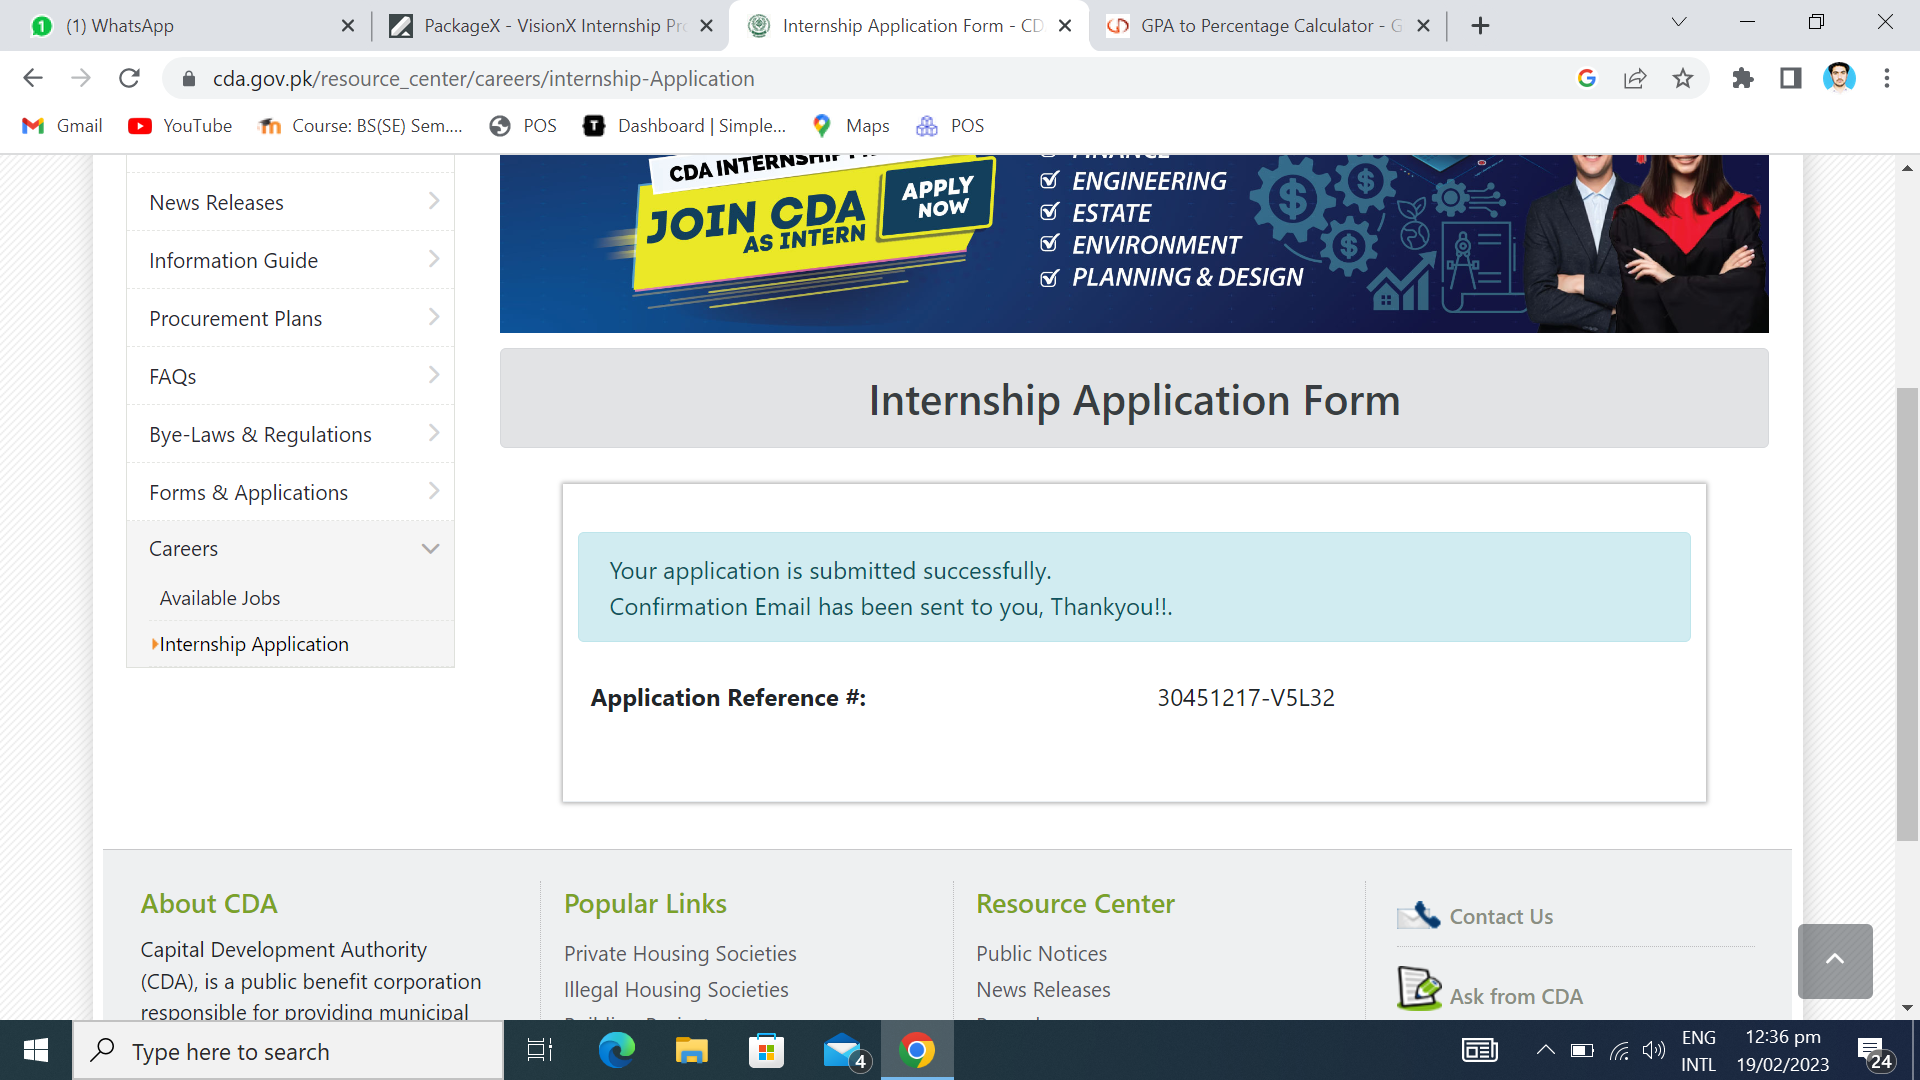 (1) WhatsApp
PackageX - VisionX Internship Pr
Internship Application Form - CD
GPA to Percentage Calculator - G
cda.gov.pk/resource_center/careers/internship-Application
Gmail
YouTube
Course: BS(SE) Sem....
POS
Dashboard | Simple...
Maps
POS
News Releases
Information Guide
Procurement Plans
FAQs
Bye-Laws & Regulations
Forms & Applications
Careers
Available Jobs
Internship Application
CDA INTERNSHIP
JOIN CDA
AS INTERN
APPLY
NOW
FINANCE
ENGINEERING
ESTATE
ENVIRONMENT
PLANNING & DESIGN
Internship Application Form
Your application is submitted successfully.
Confirmation Email has been sent to you, Thankyou!!.
Application Reference #: 30451217-V5L32
About CDA
Capital Development Authority
(CDA), is a public benefit corporation
responsible for providing municipal
Popular Links
Private Housing Societies
Illegal Housing Societies
Resource Center
Public Notices
News Releases
Contact Us
Ask from CDA
Type here to search
4
ENG
INTL
12:36 pm
19/02/2023
24